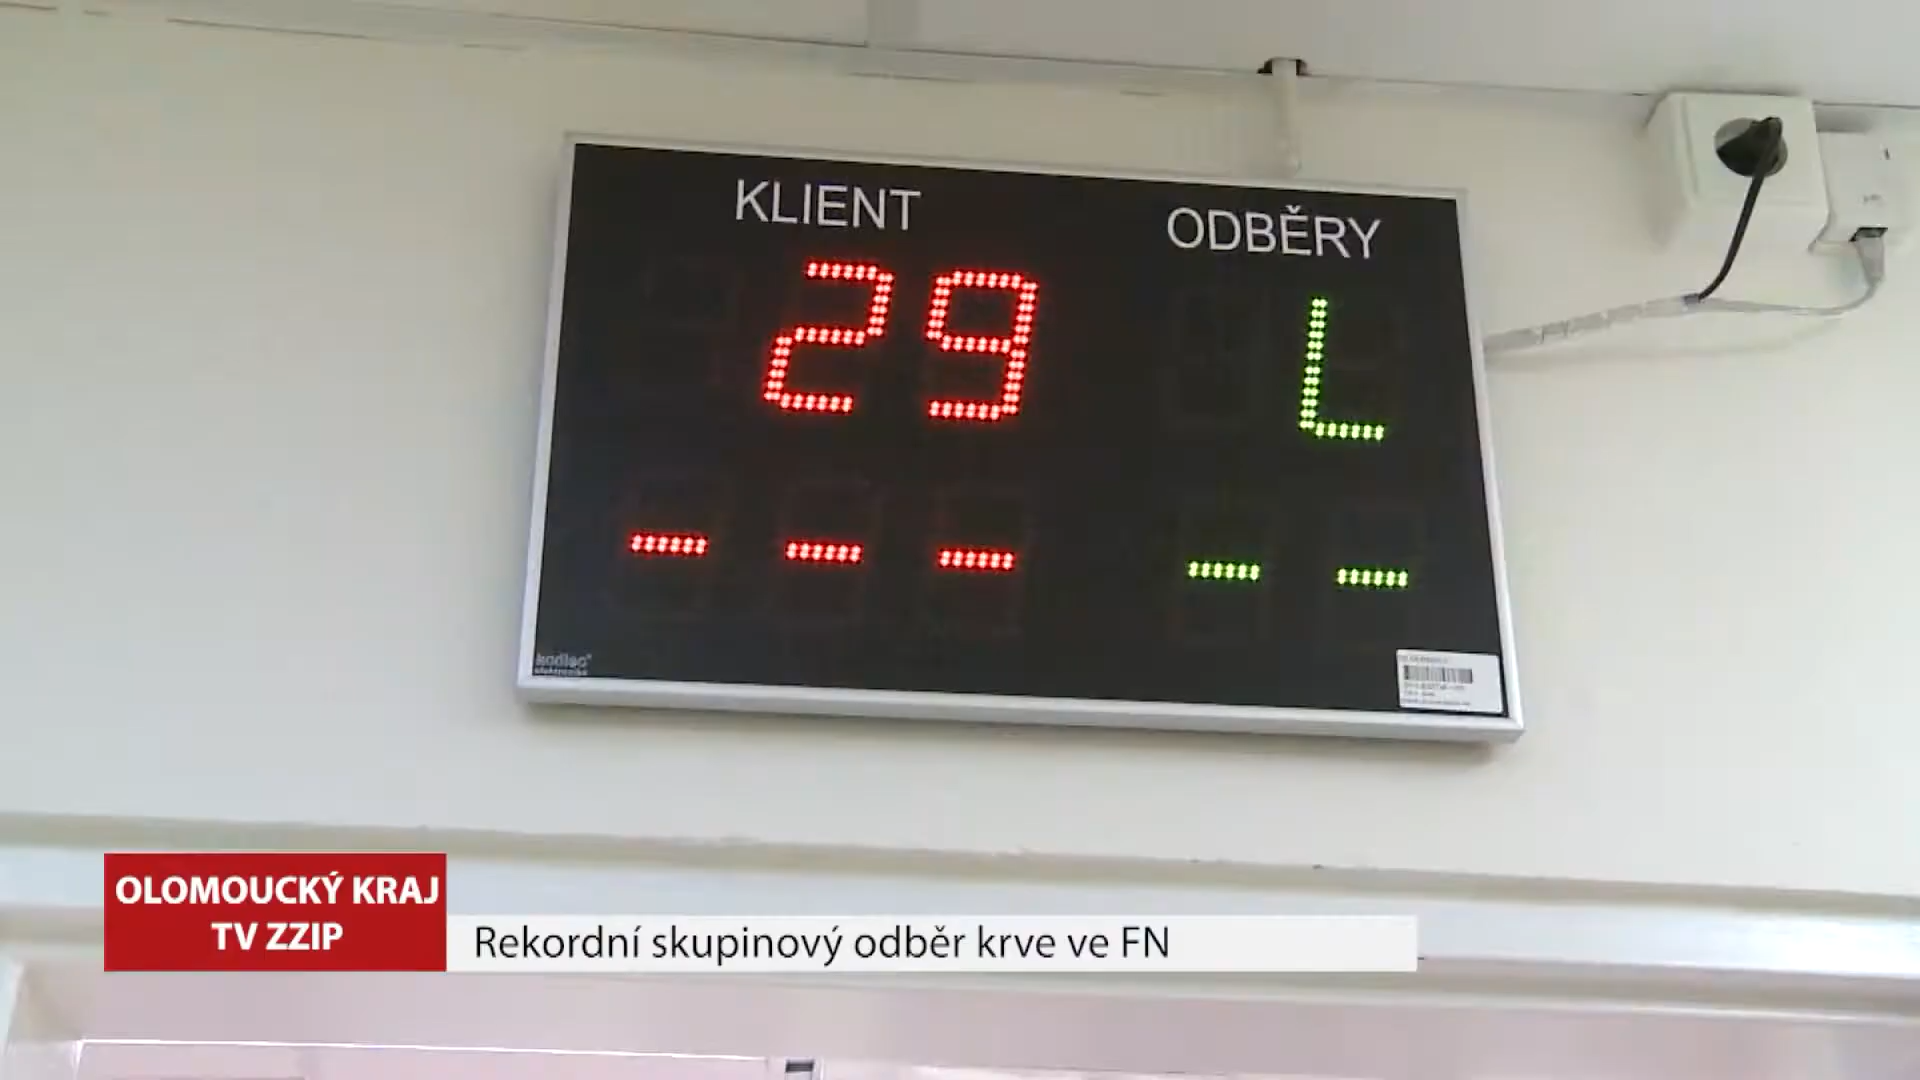 KLIENT
ODBĚRY
29
L
- - -
- -
OLOMOUCKÝ KRAJ
TV ZZIP
Rekordní skupinový odběr krve ve FN